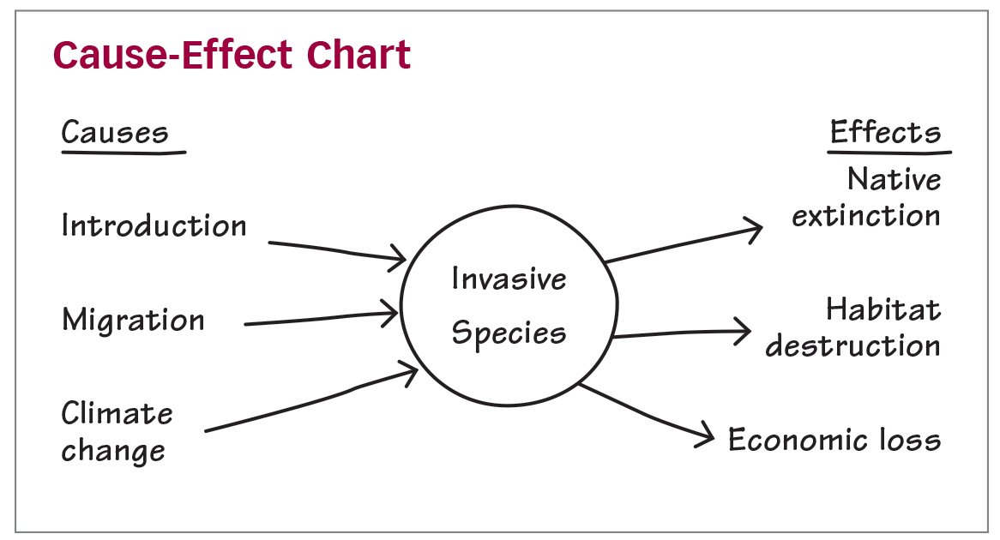 Cause-Effect Chart
Causes
Introduction
Migration
Climate
change
Invasive
Species
Effects
Native
extinction
Habitat
destruction
Economic loss